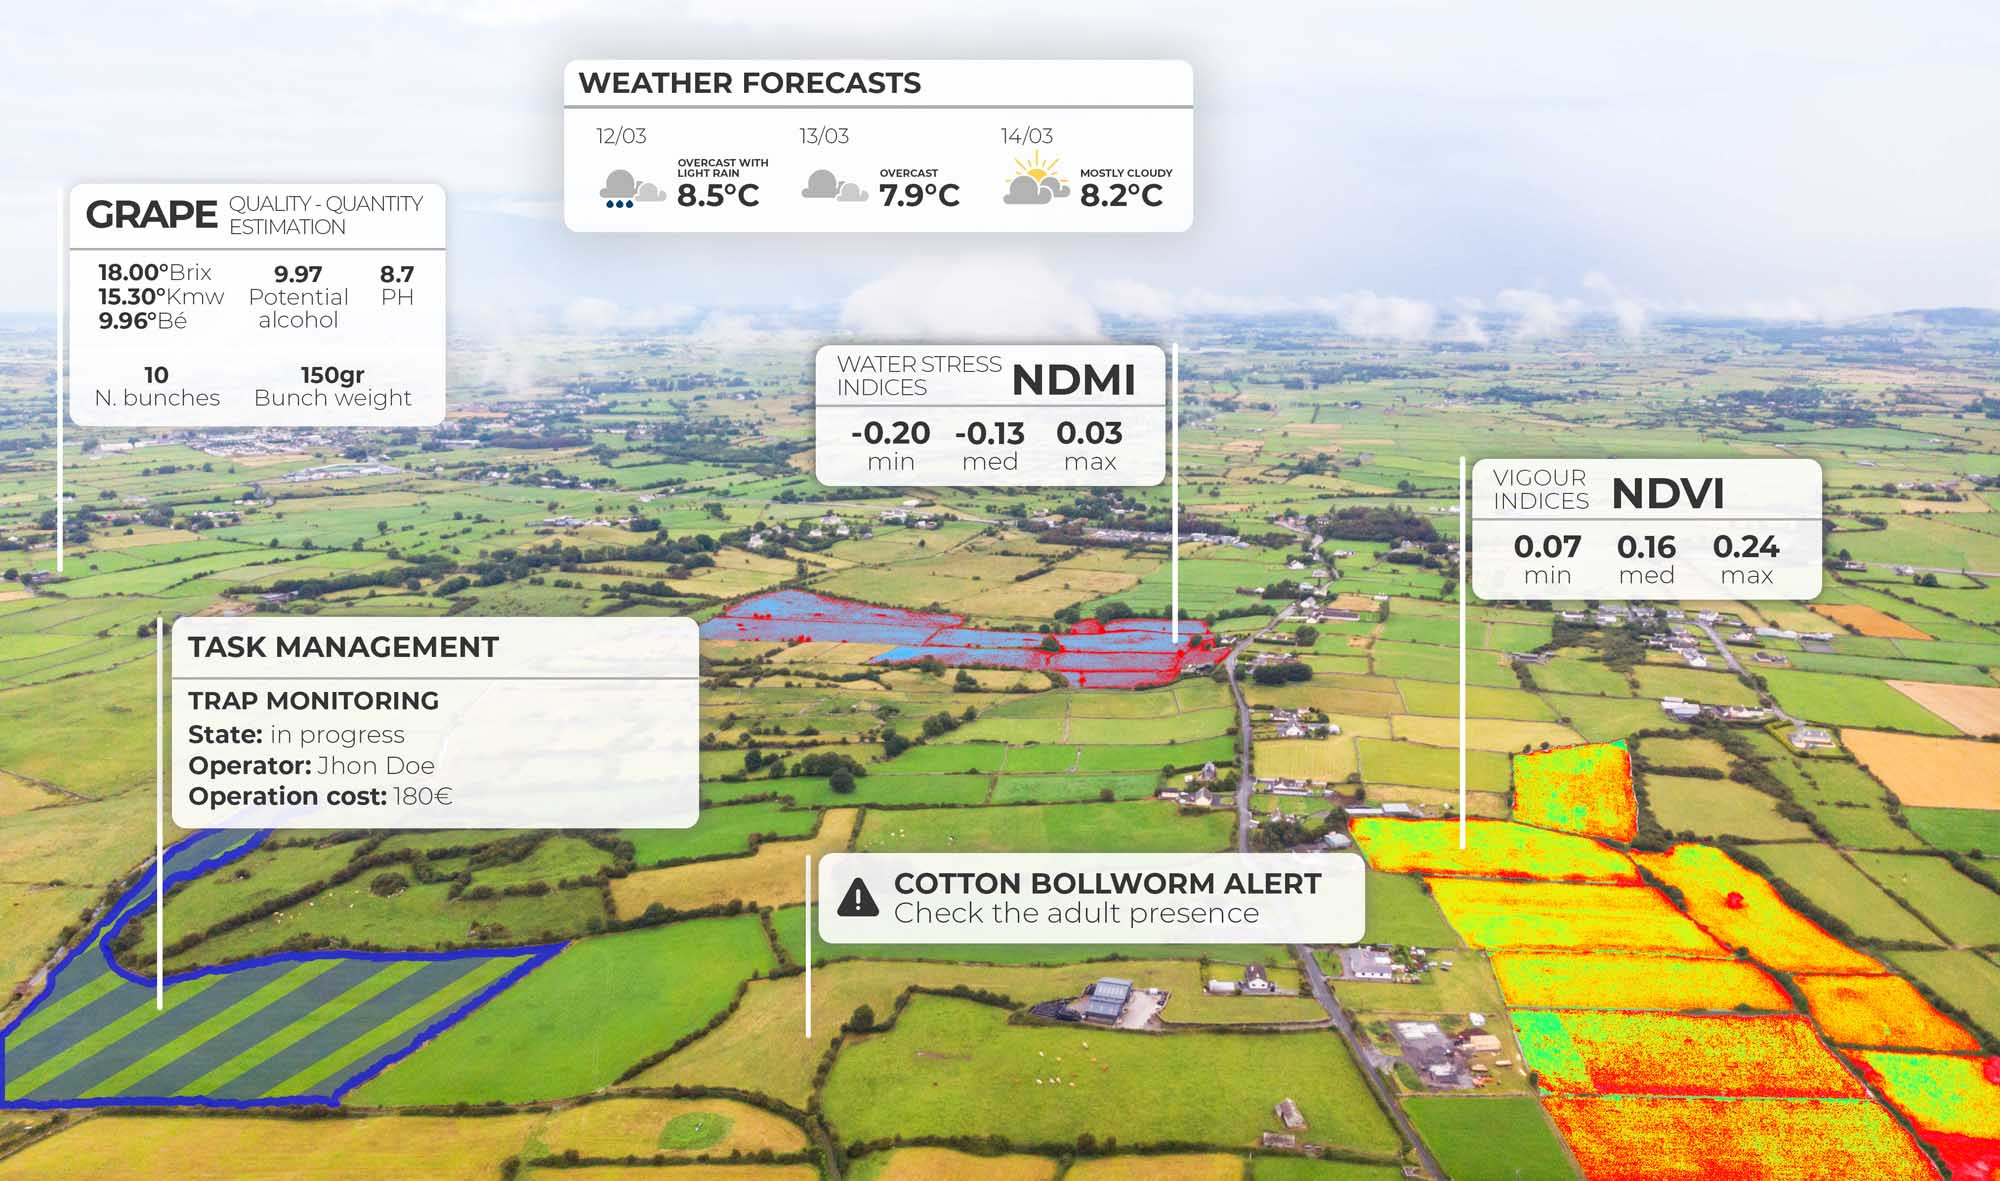 WEATHER FORECASTS
12/03
OVERCAST WITH
LIGHT RAIN
8.5°C
13/03
OVERCAST
7.9°C
14/03
MOSTLY CLOUDY
8.2°C
GRAPE
QUALITY - QUANTITY
ESTIMATION
18.00°Brix
15.30°Kmw
9.96°Bé
9.97
Potential
alcohol
8.7
PH
10
N. bunches
150gr
Bunch weight
WATER STRESS
INDICES
NDMI
-0.20 -0.13 0.03
min med max
VIGOUR
INDICES
NDVI
0.07 0.16 0.24
min med max
TASK MANAGEMENT
TRAP MONITORING
State: in progress
Operator: Jhon Doe
Operation cost: 180€
COTTON BOLLWORM ALERT
Check the adult presence